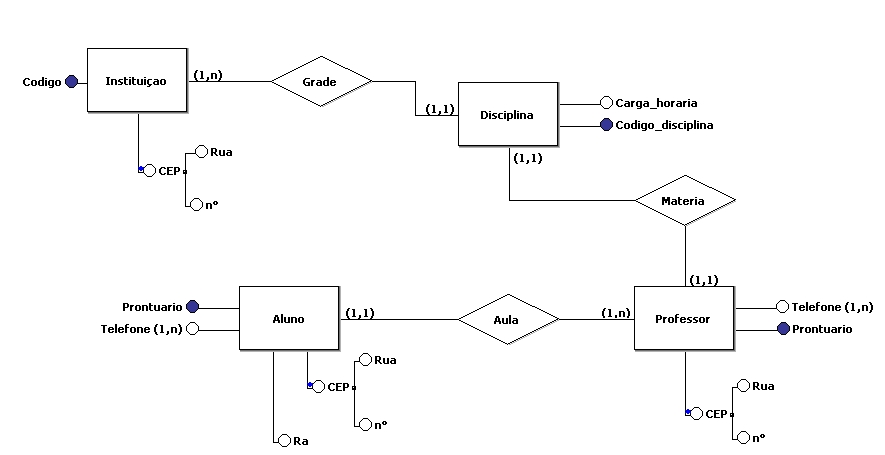 Instituiçao
Codigo
(1,n)
Grade
(1,1)
Disciplina
Carga_horaria
Codigo_disciplina
(1,1)
CEP
Rua
nº
Materia
(1,1)
Prontuario
Telefone (1,n)
Aluno
(1,1)
Aula
(1,n)
Professor
Telefone (1,n)
Prontuario
CEP
Rua
nº
Ra
CEP
Rua
nº